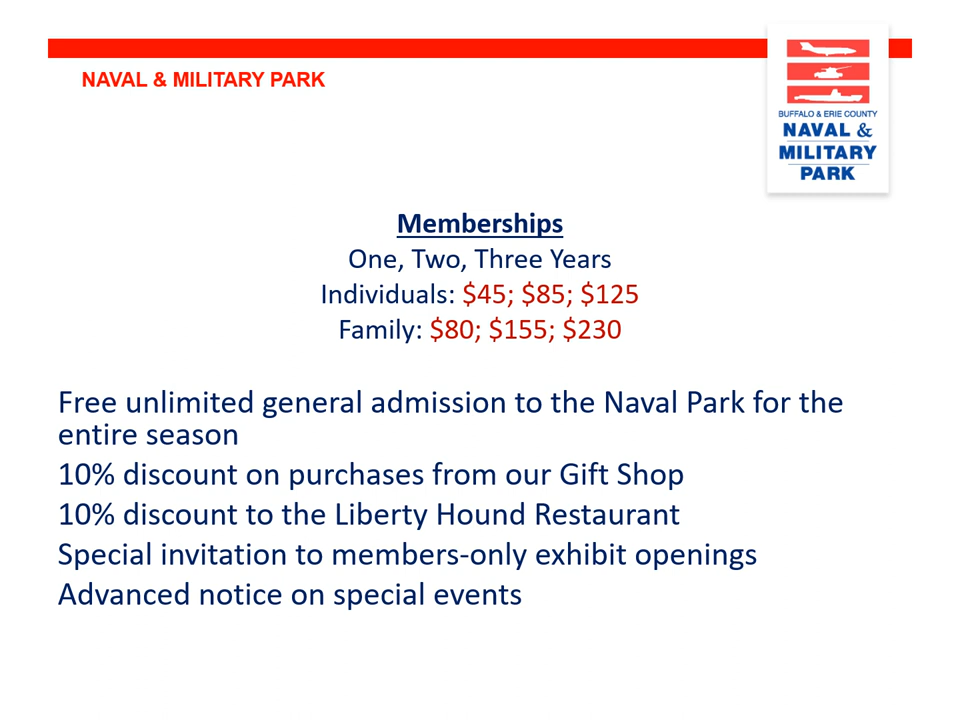 NAVAL & MILITARY PARK
BUFFALO & ERIE COUNTY
NAVAL &
MILITARY
PARK
Memberships
One, Two, Three Years
Individuals: $45; $85; $125
Family: $80; $155; $230
Free unlimited general admission to the Naval Park for the
entire season
10% discount on purchases from our Gift Shop
10% discount to the Liberty Hound Restaurant
Special invitation to members-only exhibit openings
Advanced notice on special events